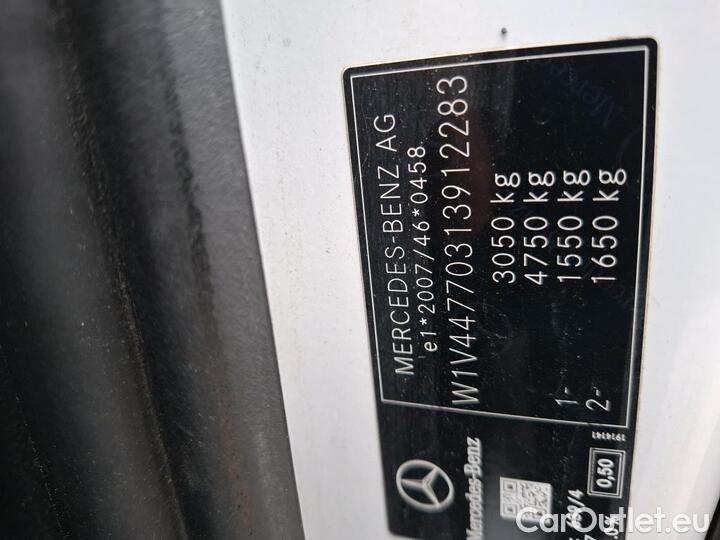 MERCEDES-BENZ AG
e1*2007/46*0458
W1V44770313912283
3050 kg
4750 kg
1- 1550 kg
2- 1650 kg
1914141
Mercedes-Benz
0,50
CarOutlet.eu